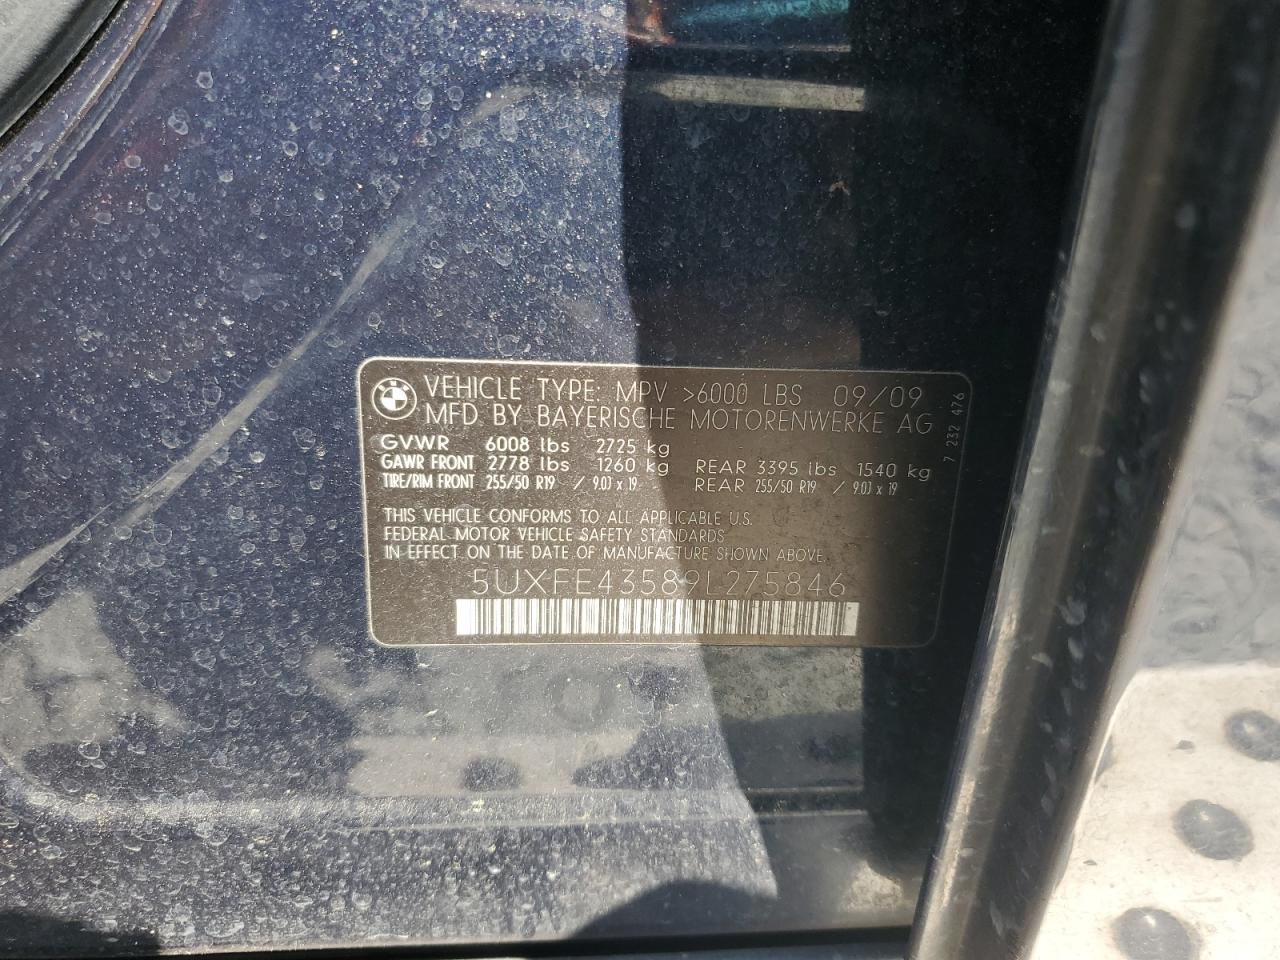 BMW
VEHICLE TYPE: MPV >6000 LBS 09/09
MFD BY BAYERISCHE MOTORENWERKE AG
GVWR 6008 lbs 2725 kg
GAWR FRONT 2778 lbs 1260 kg REAR 3395 lbs 1540 kg
TIRE/RIM FRONT 255/50 R19 / 9.0J x 19 REAR 255/50 R19 / 9.0J x 19
7 232 476
THIS VEHICLE CONFORMS TO ALL APPLICABLE U.S.
FEDERAL MOTOR VEHICLE SAFETY STANDARDS
IN EFFECT ON THE DATE OF MANUFACTURE SHOWN ABOVE.
5UXFE43589L275846